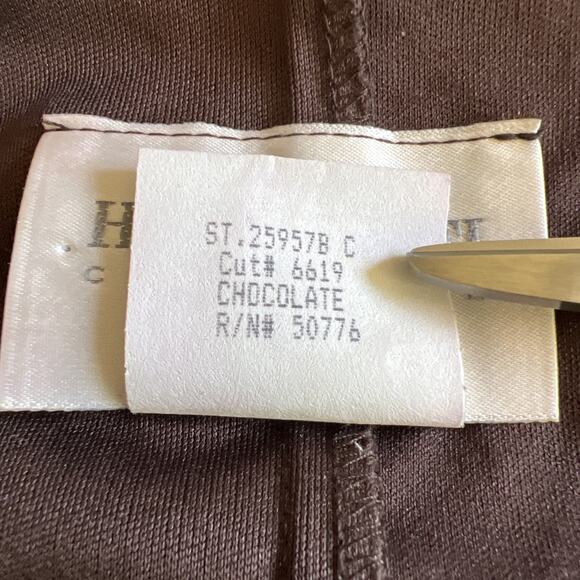 ST.25957B C
Cut# 6619
CHOCOLATE
R/N# 50776